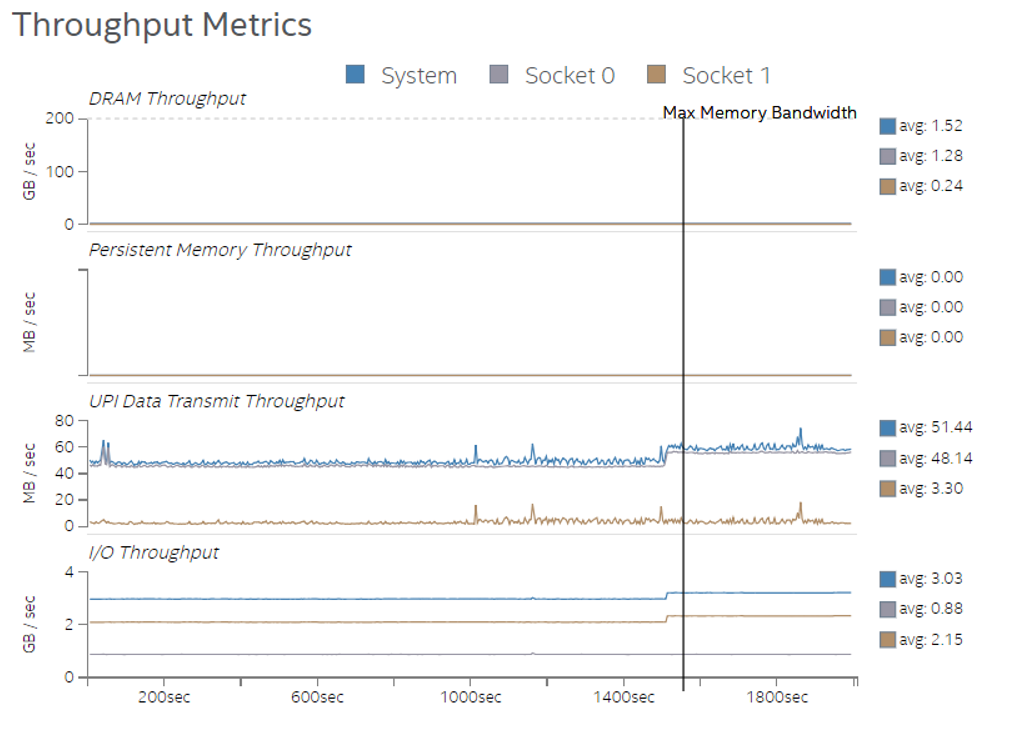 Throughput Metrics
System Socket 0 Socket 1
DRAM Throughput
Max Memory Bandwidth
200
100
0
GB / sec
avg: 1.52
avg: 1.28
avg: 0.24
Persistent Memory Throughput
MB / sec
avg: 0.00
avg: 0.00
avg: 0.00
UPI Data Transmit Throughput
80
60
40
20
0
MB / sec
avg: 51.44
avg: 48.14
avg: 3.30
I/O Throughput
4
2
0
GB / sec
avg: 3.03
avg: 0.88
avg: 2.15
200sec 600sec 1000sec 1400sec 1800sec